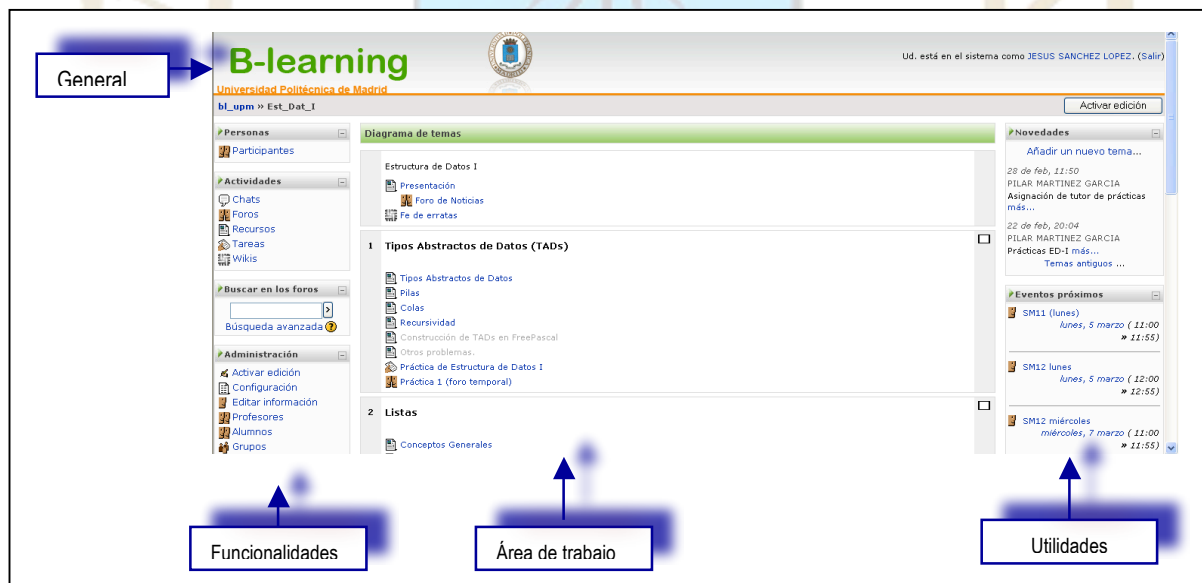 General
B-learning
Universidad Politécnica de Madrid
Ud. está en el sistema como JESUS SANCHEZ LOPEZ. (Salir)
bl_upm » Est_Dat_I
Activar edición
Personas
Participantes
Actividades
Chats
Foros
Recursos
Tareas
Wikis
Buscar en los foros
Búsqueda avanzada
Administración
Activar edición
Configuración
Editar información
Profesores
Alumnos
Grupos
Diagrama de temas
Estructura de Datos I
Presentación
Foro de Noticias
Fe de erratas
1 Tipos Abstractos de Datos (TADs)
Tipos Abstractos de Datos
Pilas
Colas
Recursividad
Construcción de TADs en FreePascal
Otros problemas.
Práctica de Estructura de Datos I
Práctica 1 (foro temporal)
2 Listas
Conceptos Generales
Novedades
Añadir un nuevo tema...
28 de feb, 11:50
PILAR MARTINEZ GARCIA
Asignación de tutor de prácticas
más...
22 de feb, 20:04
PILAR MARTINEZ GARCIA
Prácticas ED-I más...
Temas antiguos ...
Eventos próximos
SM11 (lunes)
lunes, 5 marzo ( 11:00
» 11:55)
SM12 lunes
lunes, 5 marzo ( 12:00
» 12:55)
SM12 miércoles
miércoles, 7 marzo ( 11:00
» 11:55)
Funcionalidades
Área de trabajo
Utilidades